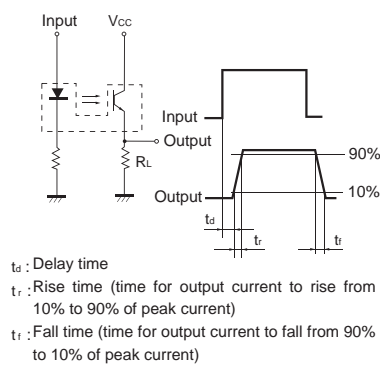 Input Vcc
Input
Output
RL
90%
Output
10%
td
tr
tf
td : Delay time
tr : Rise time (time for output current to rise from
10% to 90% of peak current)
tf : Fall time (time for output current to fall from 90%
to 10% of peak current)